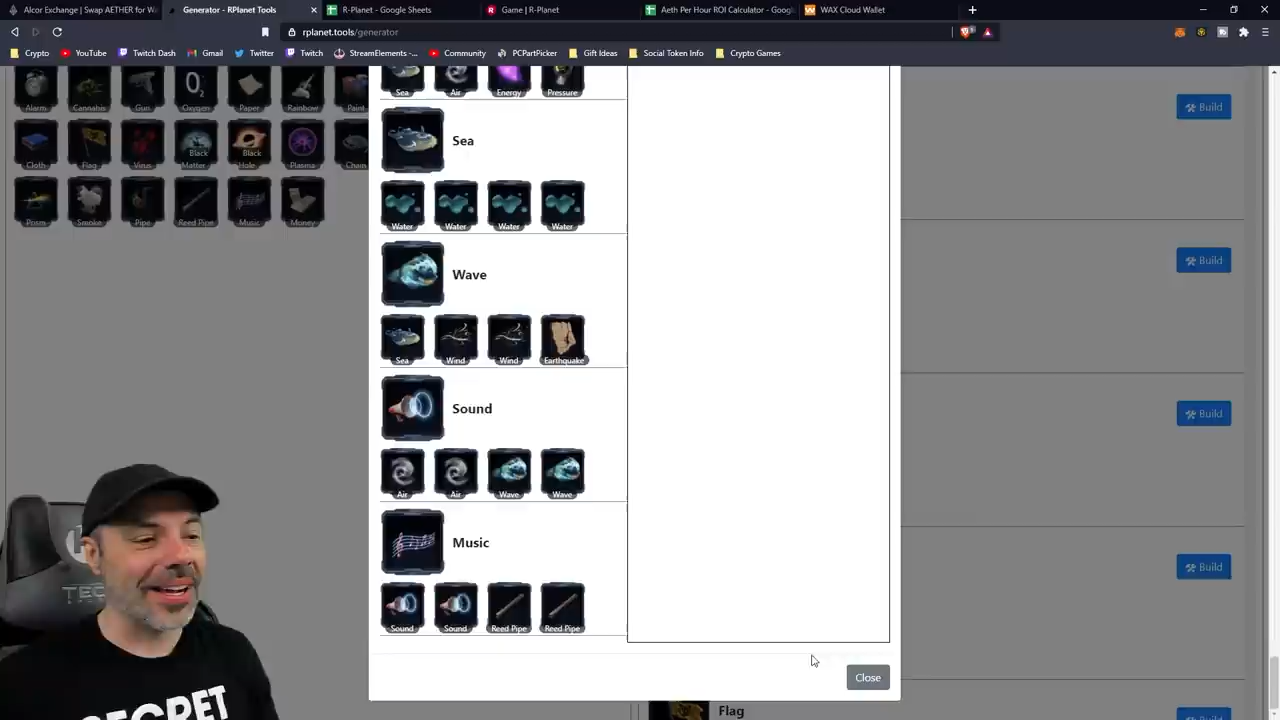 Alcor Exchange | Swap AETHER for W
Generator - RPlanet Tools
R-Planet - Google Sheets
Game | R-Planet
Aeth Per Hour ROI Calculator - Googl
WAX Cloud Wallet
rplanet.tools/generator
Crypto
YouTube
Twitch Dash
Gmail
Twitter
Twitch
StreamElements -...
Community
PCPartPicker
Gift Ideas
Social Token Info
Crypto Games
Alarm
Cannabis
Gun
Oxygen
Paper
Rainbow
Paint
Cloth
Flag
Virus
Black Matter
Black Hole
Plasma
Chain
Prism
Smoke
Pipe
Reed Pipe
Music
Money
Sea
Air
Energy
Pressure
Sea
Water
Water
Water
Water
Wave
Sea
Wind
Wind
Earthquake
Sound
Air
Air
Wave
Wave
Music
Sound
Sound
Reed Pipe
Reed Pipe
Close
Build
Build
Build
Build
Flag
Build
SECRET